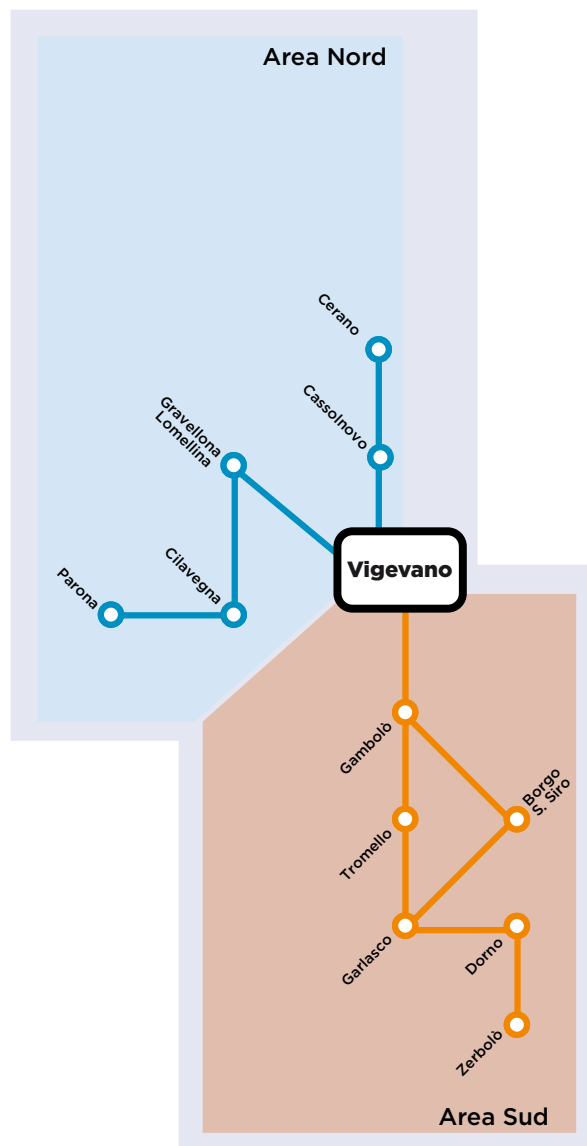 Area Nord
Cerano
Cassolnovo
Gravellona
Lomellina
Vigevano
Cilavegna
Parona
Gambolò
Borgo
S. Siro
Tromello
Garlasco
Dorno
Zerbolò
Area Sud